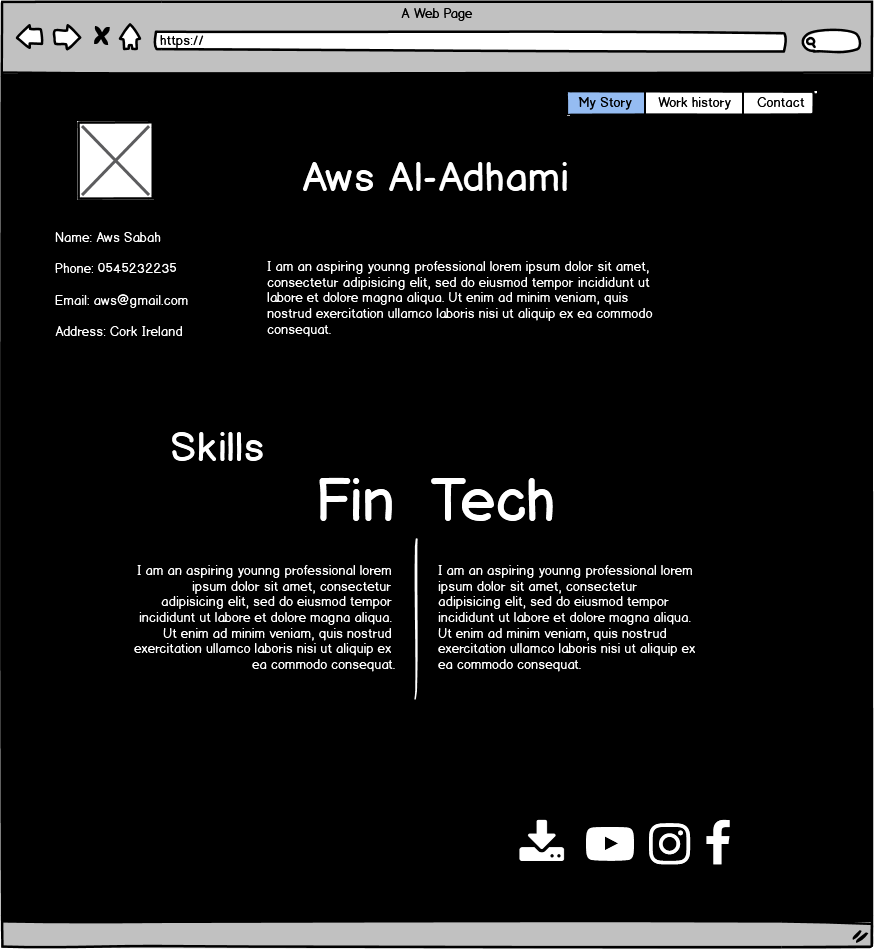 A Web Page
https://
My Story Work history Contact
Aws Al-Adhami
Name: Aws Sabah
Phone: 0545232235
Email: aws@gmail.com
Address: Cork Ireland
I am an aspiring younng professional lorem ipsum dolor sit amet,
consectetur adipisicing elit, sed do eiusmod tempor incididunt ut
labore et dolore magna aliqua. Ut enim ad minim veniam, quis
nostrud exercitation ullamco laboris nisi ut aliquip ex ea commodo
consequat.
Skills
Fin Tech
I am an aspiring younng professional lorem
ipsum dolor sit amet, consectetur
adipisicing elit, sed do eiusmod tempor
incididunt ut labore et dolore magna aliqua.
Ut enim ad minim veniam, quis nostrud
exercitation ullamco laboris nisi ut aliquip ex
ea commodo consequat.
I am an aspiring younng professional lorem
ipsum dolor sit amet, consectetur
adipisicing elit, sed do eiusmod tempor
incididunt ut labore et dolore magna aliqua.
Ut enim ad minim veniam, quis nostrud
exercitation ullamco laboris nisi ut aliquip ex
ea commodo consequat.